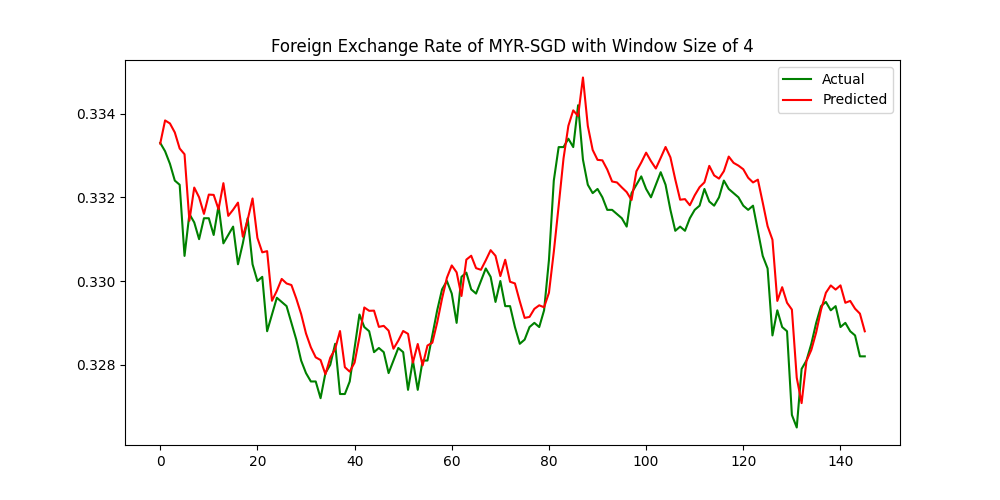 Foreign Exchange Rate of MYR-SGD with Window Size of 4
Actual
Predicted
0.334
0.332
0.330
0.328
0 20 40 60 80 100 120 140